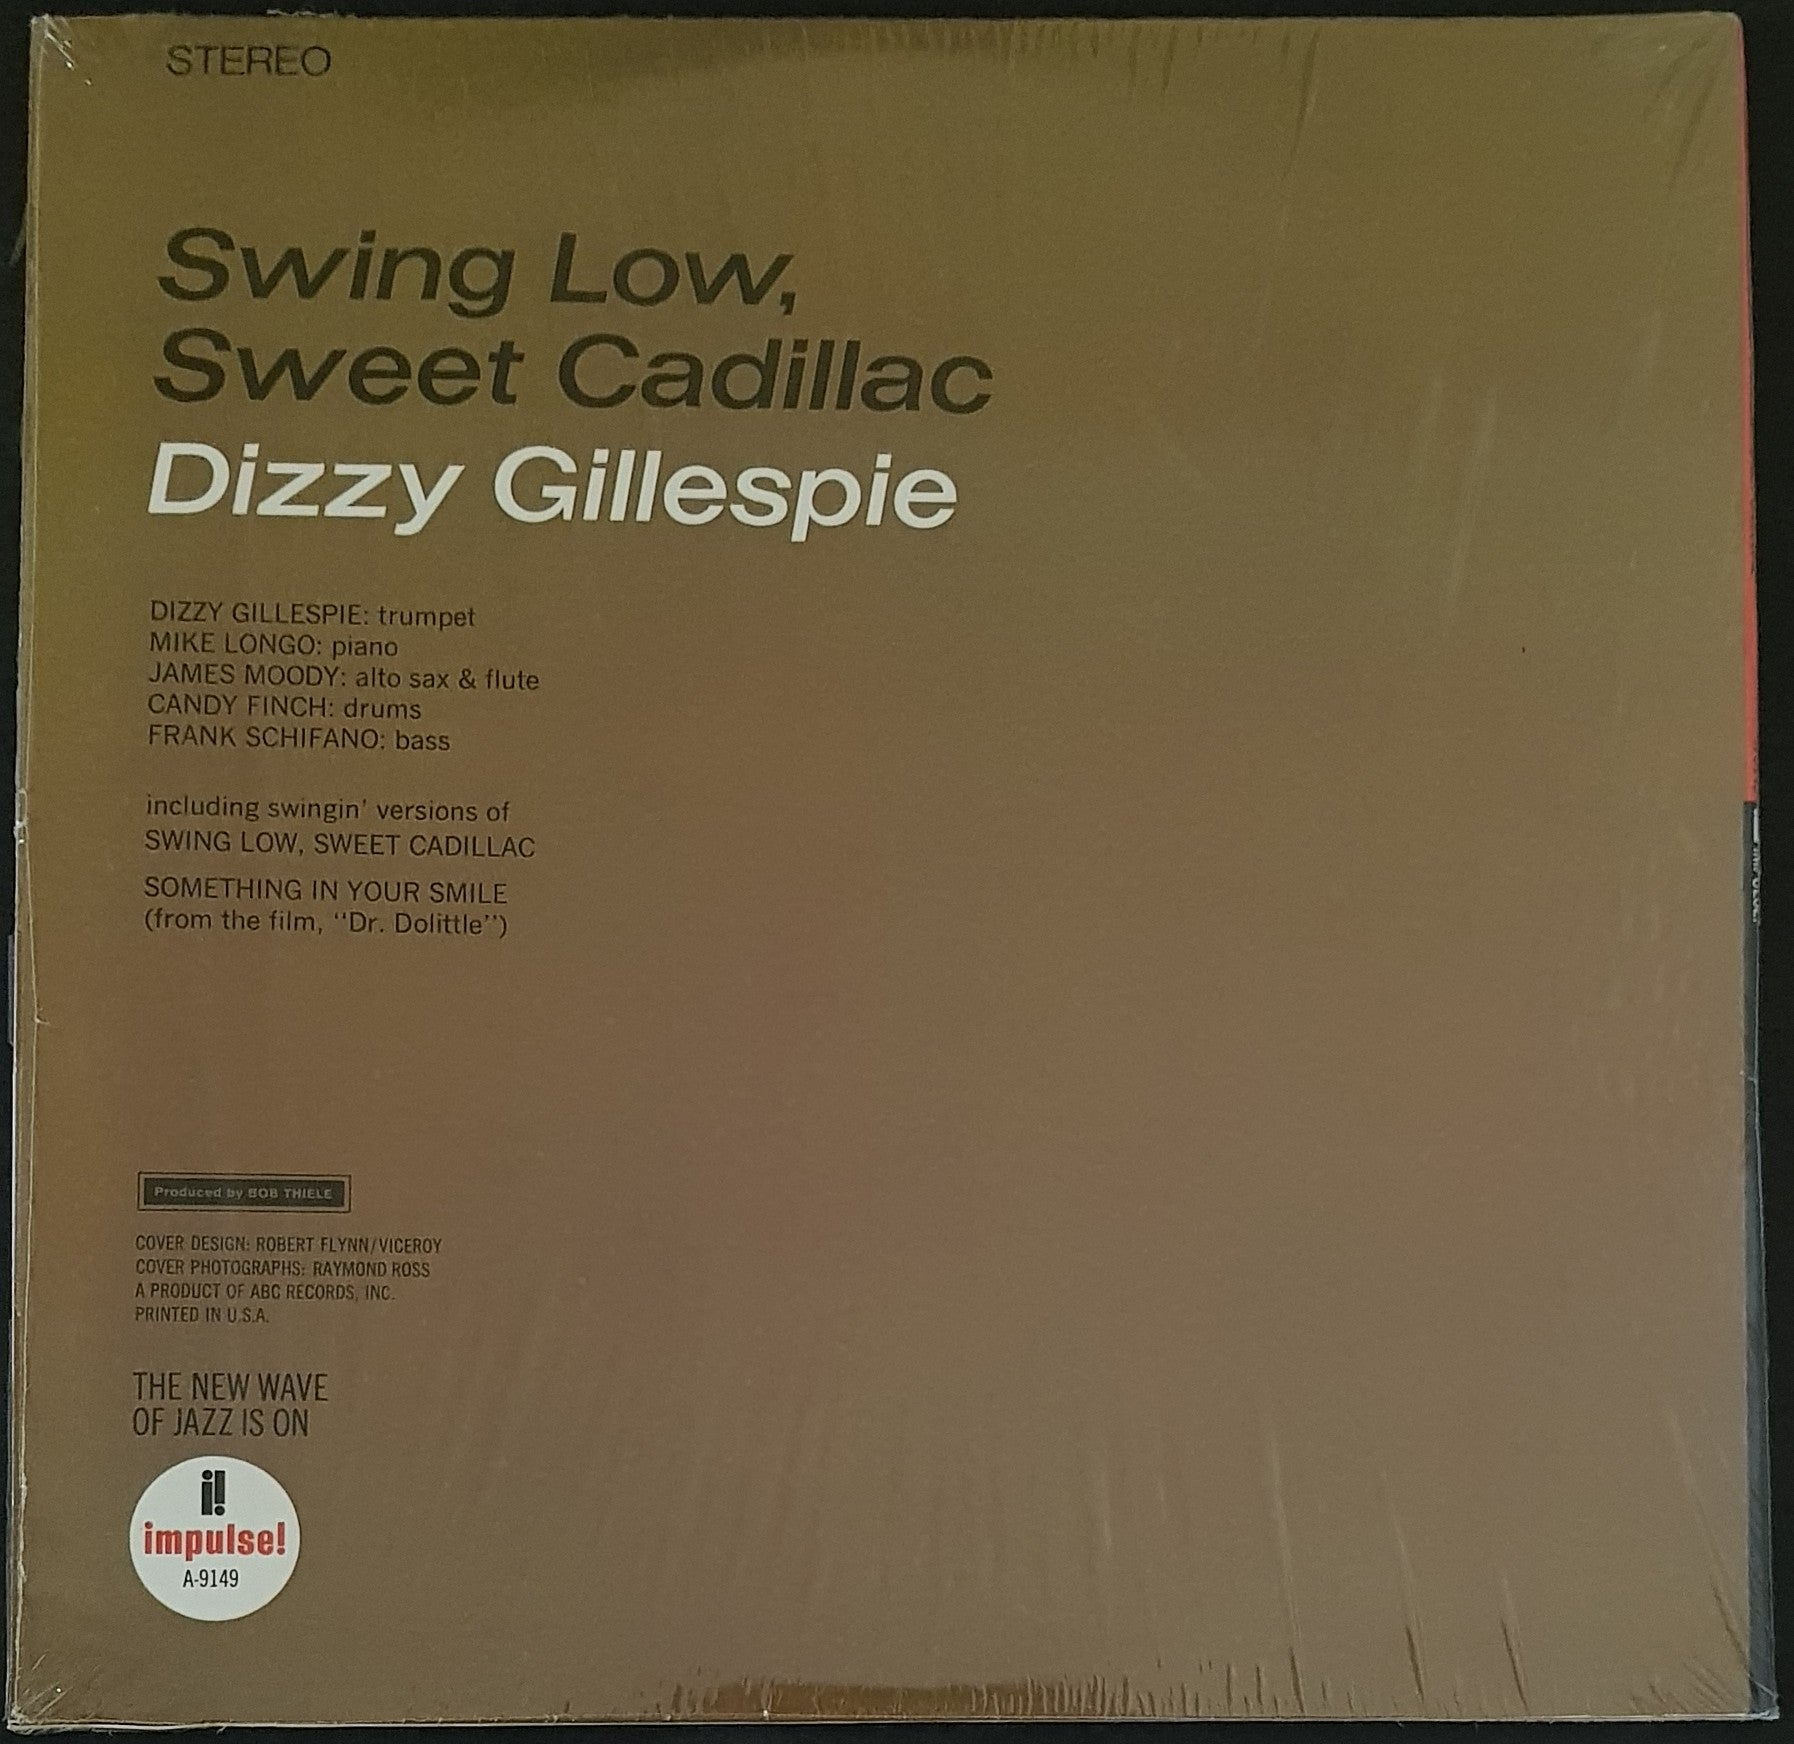 STEREO
Swing Low,
Sweet Cadillac
Dizzy Gillespie
DIZZY GILLESPIE: trumpet
MIKE LONGO: piano
JAMES MOODY: alto sax & flute
CANDY FINCH: drums
FRANK SCHIFANO: bass
including swingin' versions of
SWING LOW, SWEET CADILLAC
SOMETHING IN YOUR SMILE
(from the film, "Dr. Dolittle")
Produced by BOB THIELE
COVER DESIGN: ROBERT FLYNN/VICEROY
COVER PHOTOGRAPHS: RAYMOND ROSS
A PRODUCT OF ABC RECORDS, INC.
PRINTED IN U.S.A.
THE NEW WAVE
OF JAZZ IS ON
i!
impulse!
A-9149